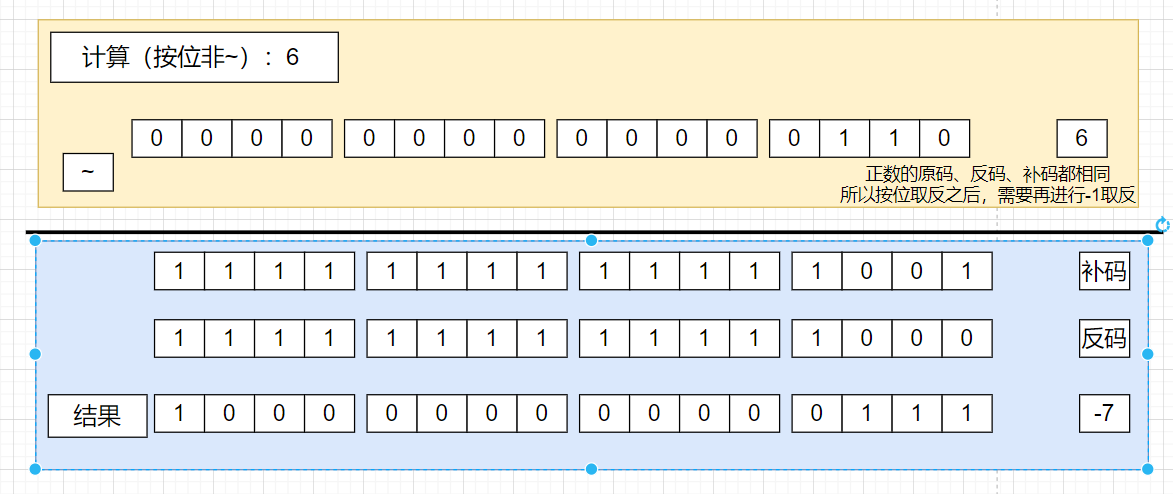 计算（按位非~）：6
0 0 0 0 0 0 0 0 0 0 0 0 0 1 1 0 6
~
正数的原码、反码、补码都相同
所以按位取反之后，需要再进行-1取反
1 1 1 1 1 1 1 1 1 1 1 1 1 0 0 1 补码
1 1 1 1 1 1 1 1 1 1 1 1 1 0 0 0 反码
结果 1 0 0 0 0 0 0 0 0 0 0 0 0 1 1 1 -7